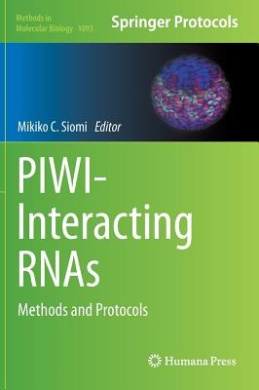 Methods in
Molecular Biology 1093
Springer Protocols
Mikiko C. Siomi Editor
PIWI-
Interacting
RNAs
Methods and Protocols
Humana Press